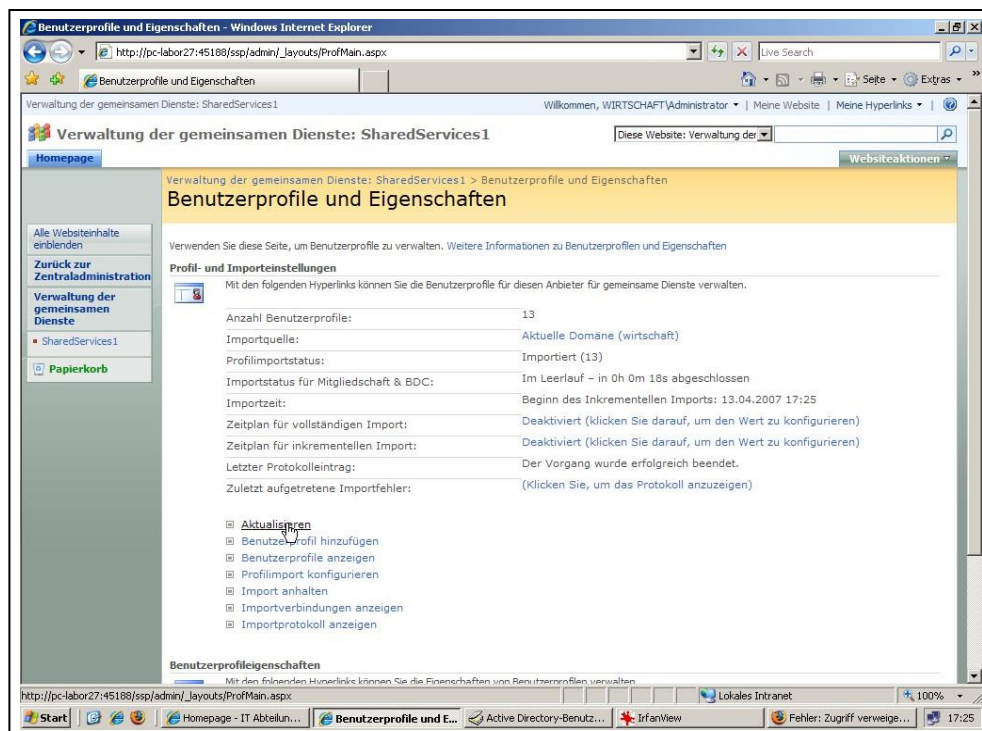 Benutzerprofile und Eigenschaften - Windows Internet Explorer
http://pc-labor27:45188/ssp/admin/_layouts/ProfMain.aspx
Live Search
Benutzerprofile und Eigenschaften
Seite
Extras
Verwaltung der gemeinsamen Dienste: SharedServices1
Willkommen, WIRTSCHAFT\Administrator | Meine Website | Meine Hyperlinks |
Verwaltung der gemeinsamen Dienste: SharedServices1
Diese Website: Verwaltung der
Homepage
Websiteaktionen
Verwaltung der gemeinsamen Dienste: SharedServices1 > Benutzerprofile und Eigenschaften
Benutzerprofile und Eigenschaften
Alle Websiteinhalte
einblenden
Zurück zur
Zentraladministration
Verwaltung der
gemeinsamen
Dienste
SharedServices1
Papierkorb
Verwenden Sie diese Seite, um Benutzerprofile zu verwalten. Weitere Informationen zu Benutzerprofilen und Eigenschaften
Profil- und Importeinstellungen
Mit den folgenden Hyperlinks können Sie die Benutzerprofile für diesen Anbieter für gemeinsame Dienste verwalten.
Anzahl Benutzerprofile: 13
Importquelle: Aktuelle Domäne (wirtschaft)
Profilimportstatus: Importiert (13)
Importstatus für Mitgliedschaft & BDC: Im Leerlauf – in 0h 0m 18s abgeschlossen
Importzeit: Beginn des Inkrementellen Imports: 13.04.2007 17:25
Zeitplan für vollständigen Import: Deaktiviert (klicken Sie darauf, um den Wert zu konfigurieren)
Zeitplan für inkrementellen Import: Deaktiviert (klicken Sie darauf, um den Wert zu konfigurieren)
Letzter Protokolleintrag: Der Vorgang wurde erfolgreich beendet.
Zuletzt aufgetretene Importfehler: (Klicken Sie, um das Protokoll anzuzeigen)
Aktualisieren
Benutzerprofil hinzufügen
Benutzerprofile anzeigen
Profilimport konfigurieren
Import anhalten
Importverbindungen anzeigen
Importprotokoll anzeigen
Benutzerprofileigenschaften
Mit den folgenden Hyperlinks können Sie die Eigenschaften von Benutzerprofilen verwalten
http://pc-labor27:45188/ssp/admin/_layouts/ProfMain.aspx
Lokales Intranet
100%
Start
Homepage - IT Abteilun...
Benutzerprofile und E...
Active Directory-Benutz...
IrfanView
Fehler: Zugriff verweige...
17:25